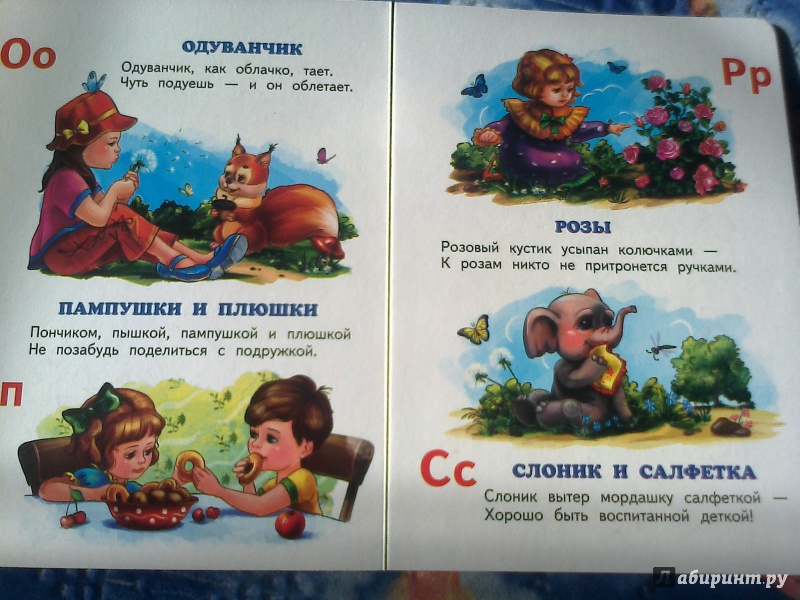 Оо
ОДУВАНЧИК
Одуванчик, как облачко, тает.
Чуть подуешь — и он облетает.
ПАМПУШКИ И ПЛЮШКИ
Пончиком, пышкой, пампушкой и плюшкой
Не позабудь поделиться с подружкой.
П
Рр
РОЗЫ
Розовый кустик усыпан колючками —
К розам никто не притронется ручками.
Сс
СЛОНИК И САЛФЕТКА
Слоник вытер мордашку салфеткой —
Хорошо быть воспитанной деткой!
Лабиринт.ру